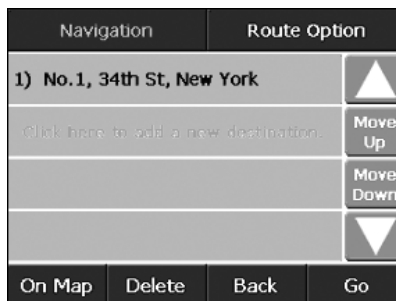 Navigation
Route Option
1) No.1, 34th St, New York
Click here to add a new destination.
Move
Up
Move
Down
On Map
Delete
Back
Go